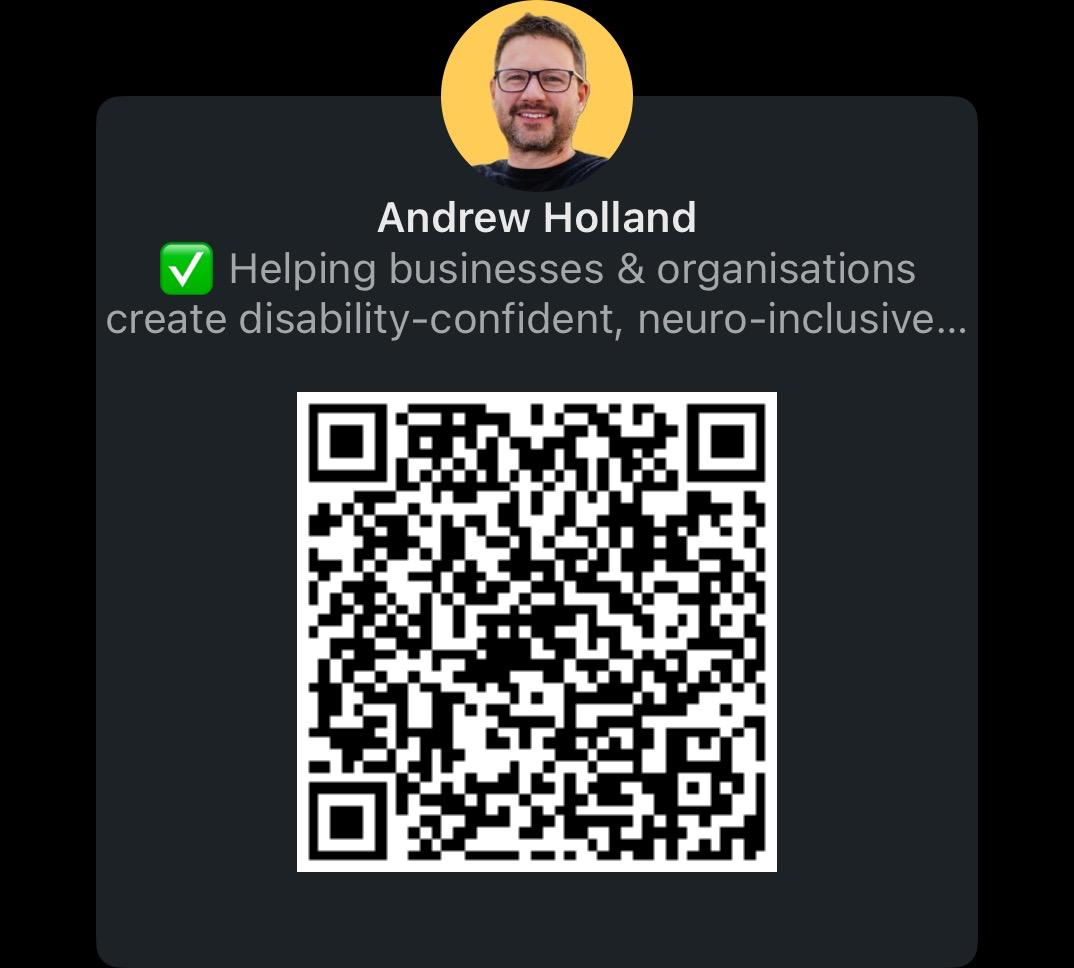 Andrew Holland
✅ Helping businesses & organisations
create disability-confident, neuro-inclusive...